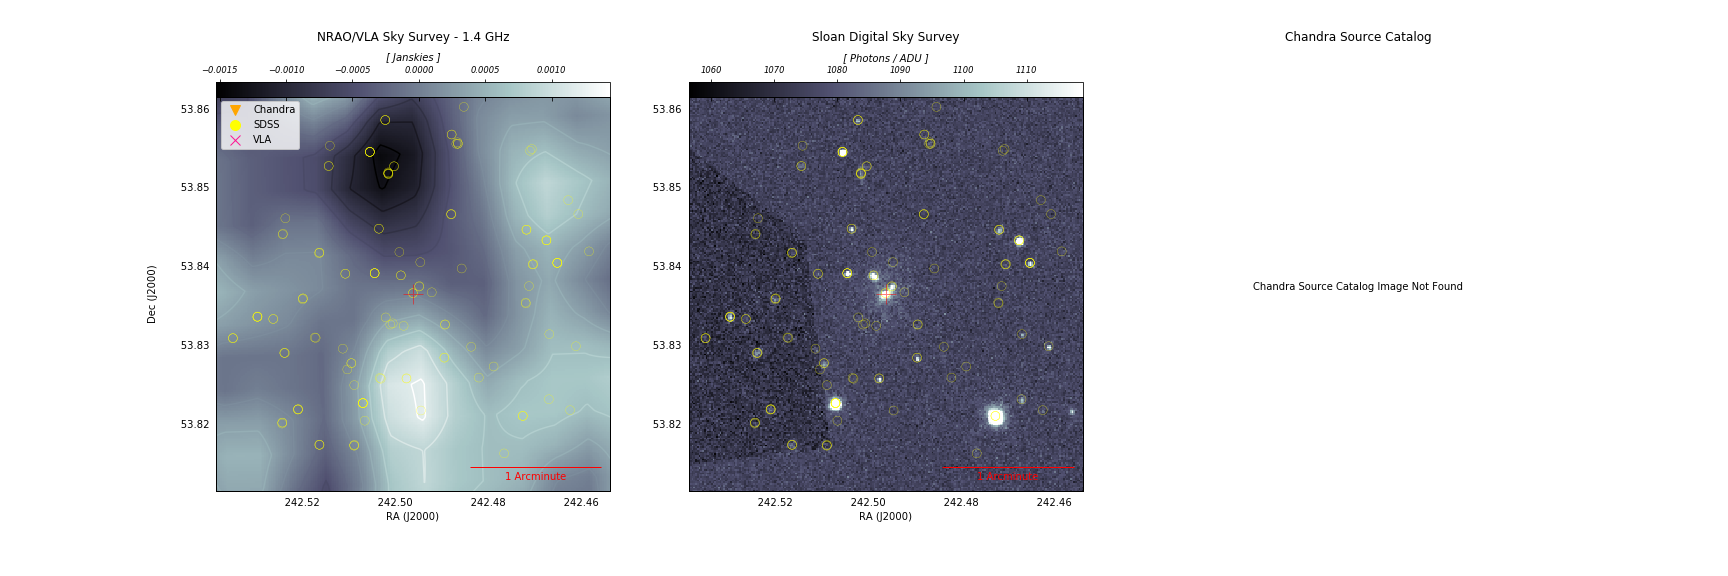 NRAO/VLA Sky Survey - 1.4 GHz
[ Janskies ]
−0.0015 −0.0010 −0.0005 0.0000 0.0005 0.0010
Chandra
SDSS
VLA
53.86
53.85
53.84
53.83
53.82
Dec (J2000)
1 Arcminute
242.52 242.50 242.48 242.46
RA (J2000)
Sloan Digital Sky Survey
[ Photons / ADU ]
1060 1070 1080 1090 1100 1110
53.86
53.85
53.84
53.83
53.82
1 Arcminute
242.52 242.50 242.48 242.46
RA (J2000)
Chandra Source Catalog
Chandra Source Catalog Image Not Found